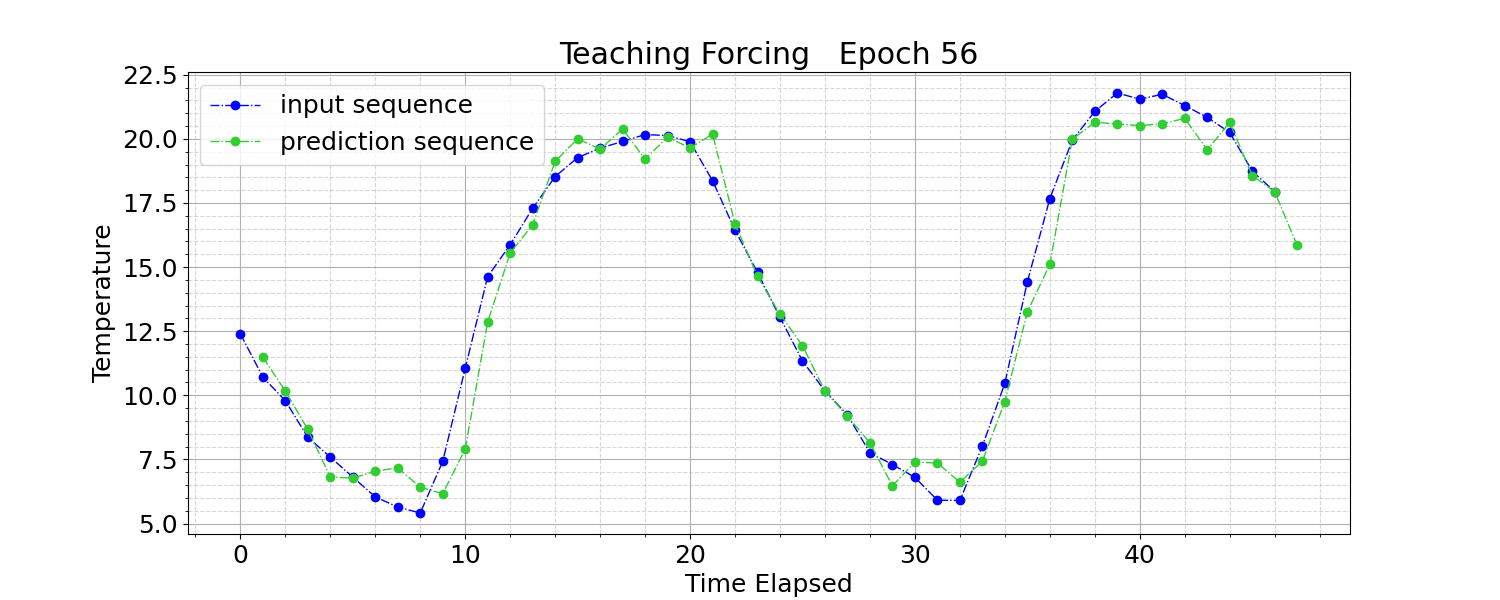 Teaching Forcing   Epoch 56
22.5
20.0
17.5
15.0
12.5
10.0
7.5
5.0
Temperature
input sequence
prediction sequence
0 10 20 30 40
Time Elapsed